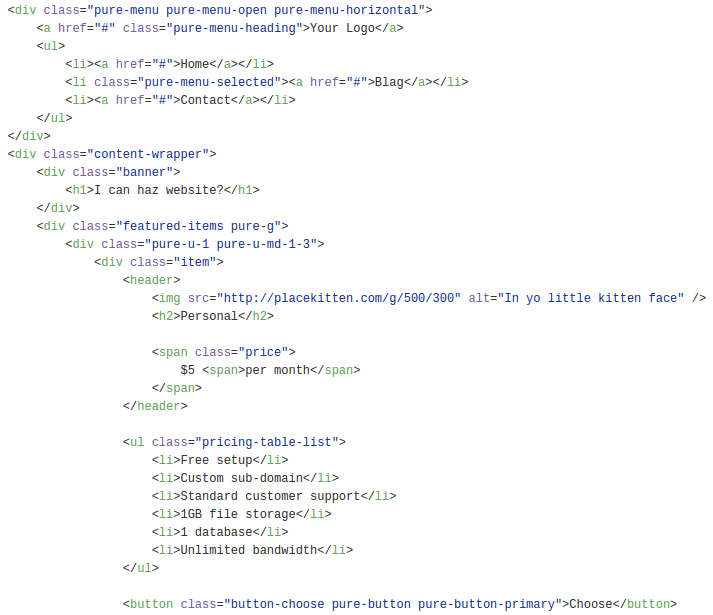 <div class="pure-menu pure-menu-open pure-menu-horizontal">
    <a href="#" class="pure-menu-heading">Your Logo</a>
    <ul>
        <li><a href="#">Home</a></li>
        <li class="pure-menu-selected"><a href="#">Blag</a></li>
        <li><a href="#">Contact</a></li>
    </ul>
</div>
<div class="content-wrapper">
    <div class="banner">
        <h1>I can haz website?</h1>
    </div>
    <div class="featured-items pure-g">
        <div class="pure-u-1 pure-u-md-1-3">
            <div class="item">
                <header>
                    <img src="http://placekitten.com/g/500/300" alt="In yo little kitten face" />
                    <h2>Personal</h2>

                    <span class="price">
                        $5 <span>per month</span>
                    </span>
                </header>

                <ul class="pricing-table-list">
                    <li>Free setup</li>
                    <li>Custom sub-domain</li>
                    <li>Standard customer support</li>
                    <li>1GB file storage</li>
                    <li>1 database</li>
                    <li>Unlimited bandwidth</li>
                </ul>

                <button class="button-choose pure-button pure-button-primary">Choose</button>